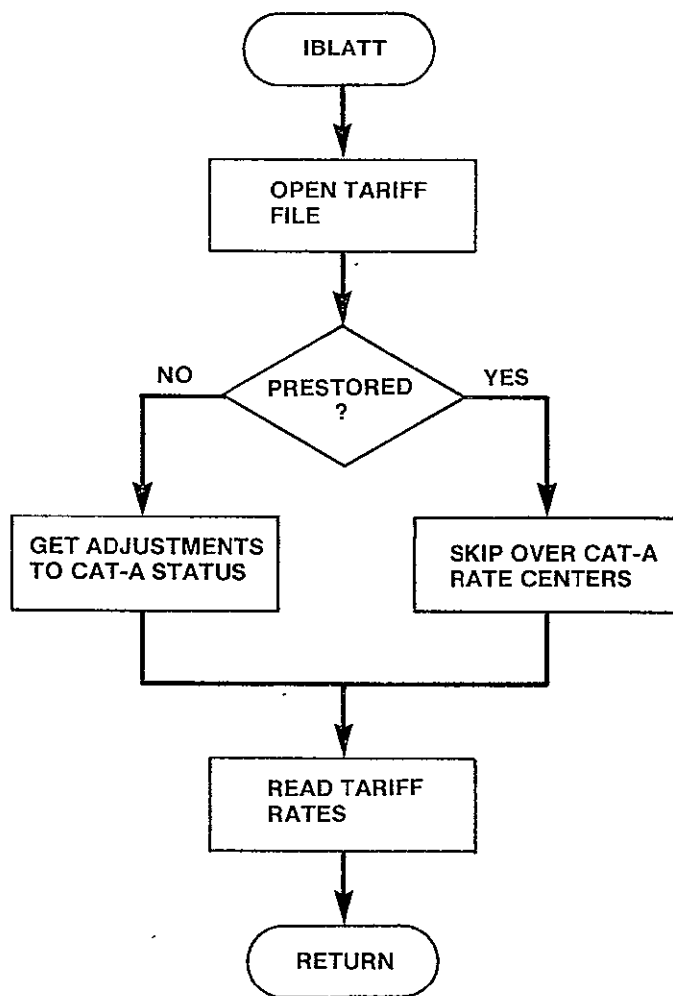 IBLATT
OPEN TARIFF
FILE
NO
PRESTORED
?
YES
GET ADJUSTMENTS
TO CAT-A STATUS
SKIP OVER CAT-A
RATE CENTERS
READ TARIFF
RATES
RETURN